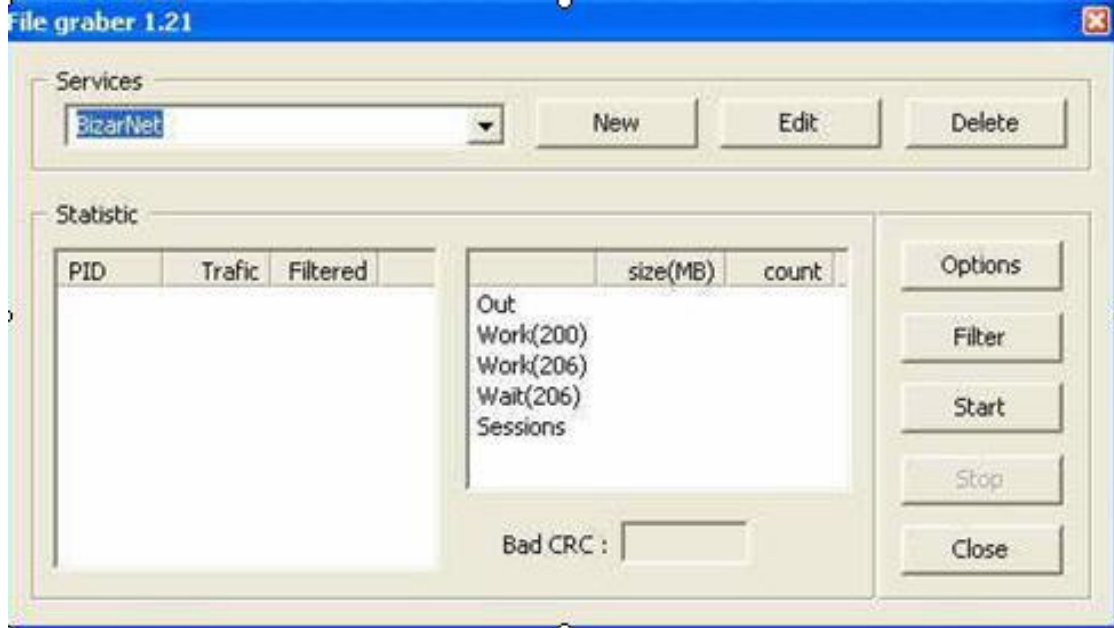 File graber 1.21
Services
BizarNet
New Edit Delete
Statistic
PID Trafic Filtered
size(MB) count
Out
Work(200)
Work(206)
Wait(206)
Sessions
Bad CRC :
Options
Filter
Start
Stop
Close